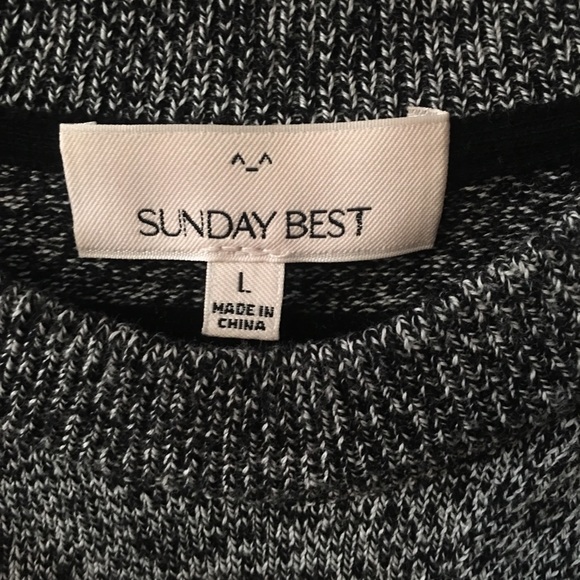 ^_^
SUNDAY BEST
L
MADE IN
CHINA